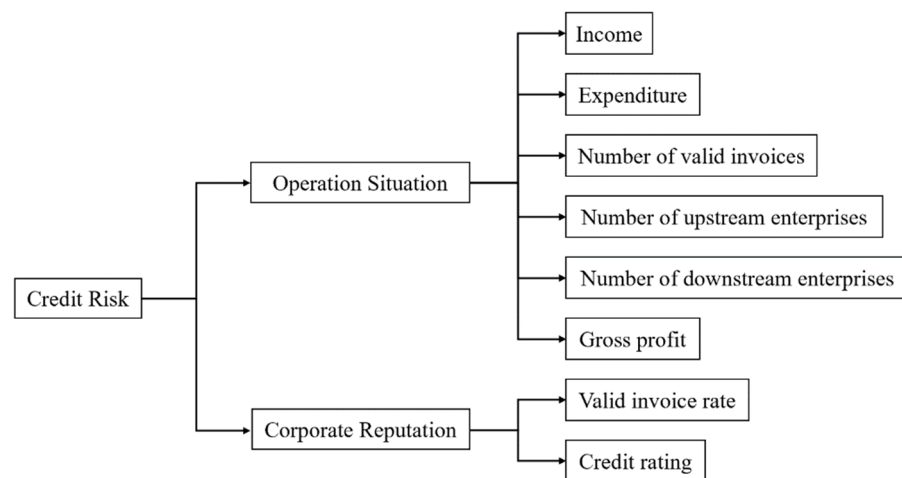 Income
Expenditure
Number of valid invoices
Operation Situation
Number of upstream enterprises
Number of downstream enterprises
Credit Risk
Gross profit
Valid invoice rate
Corporate Reputation
Credit rating